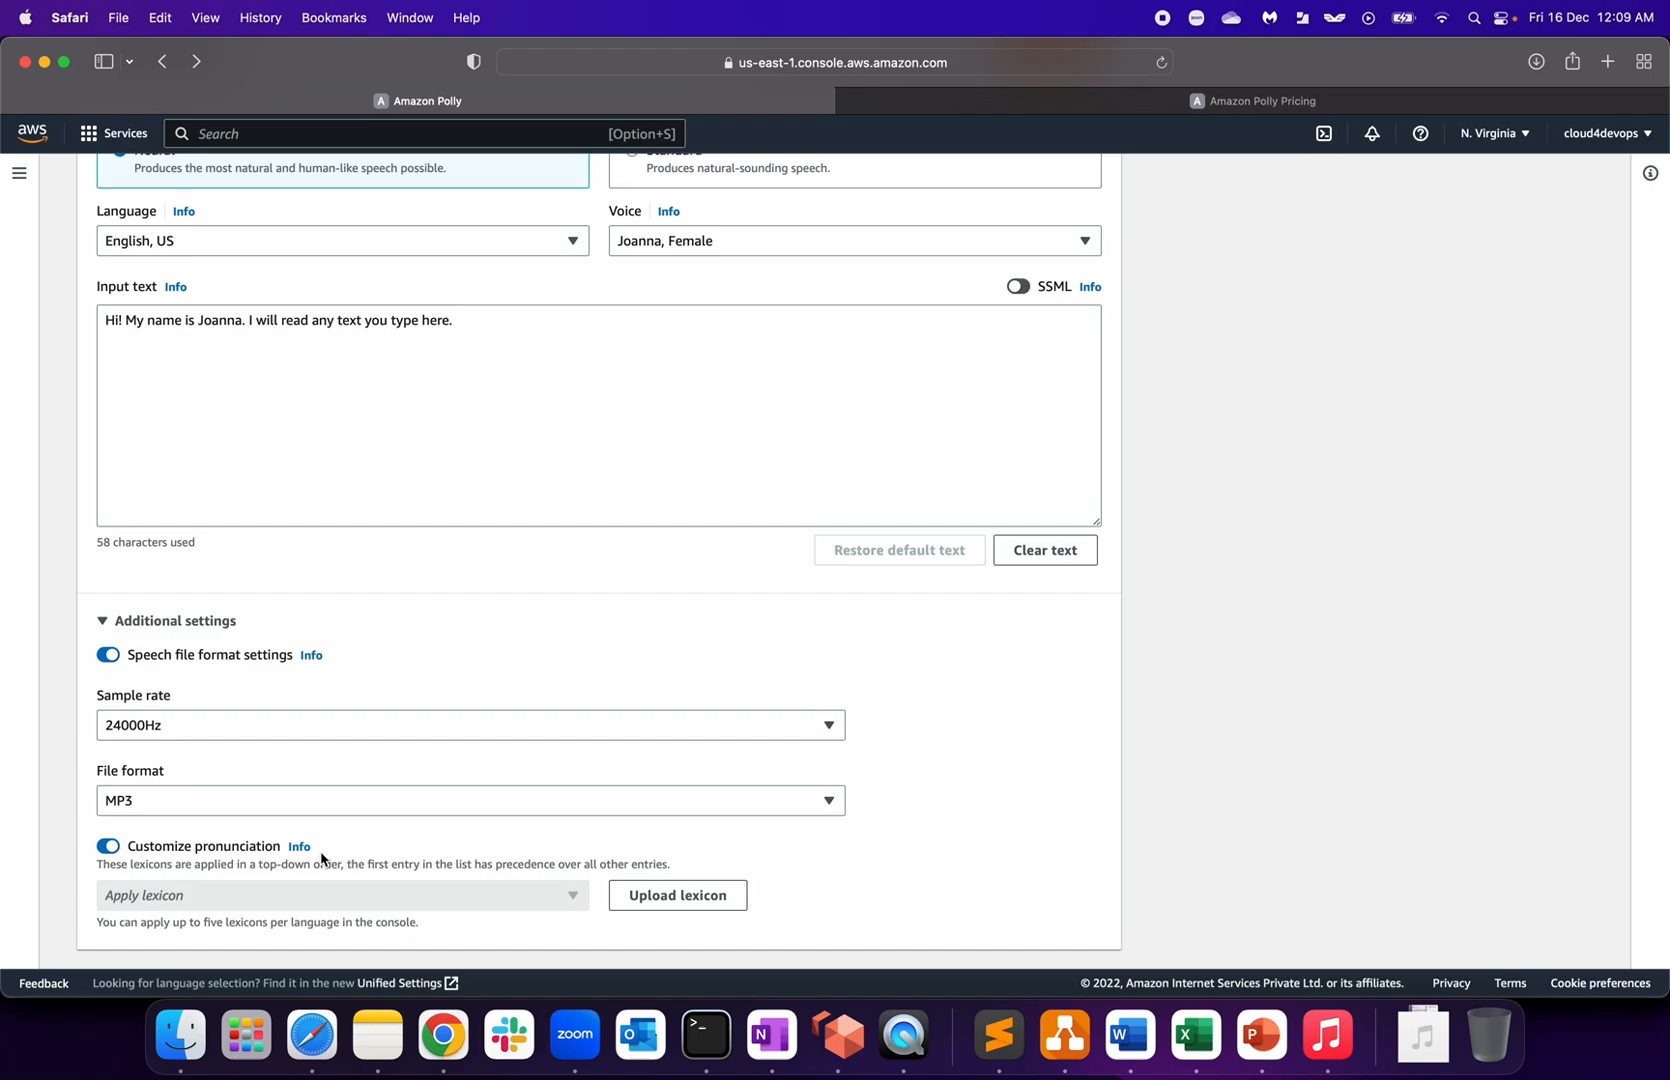 Safari File Edit View History Bookmarks Window Help Fri 16 Dec 12:09 AM
us-east-1.console.aws.amazon.com
A Amazon Polly A Amazon Polly Pricing
aws Services Search [Option+S] N. Virginia cloud4devops
Produces the most natural and human-like speech possible. Produces natural-sounding speech.
Language Info Voice Info
English, US Joanna, Female
Input text Info SSML Info
Hi! My name is Joanna. I will read any text you type here.
58 characters used
Restore default text Clear text
Additional settings
Speech file format settings Info
Sample rate
24000Hz
File format
MP3
Customize pronunciation Info
These lexicons are applied in a top-down order, the first entry in the list has precedence over all other entries.
Apply lexicon Upload lexicon
You can apply up to five lexicons per language in the console.
Feedback Looking for language selection? Find it in the new Unified Settings © 2022, Amazon Internet Services Private Ltd. or its affiliates. Privacy Terms Cookie preferences
zoom